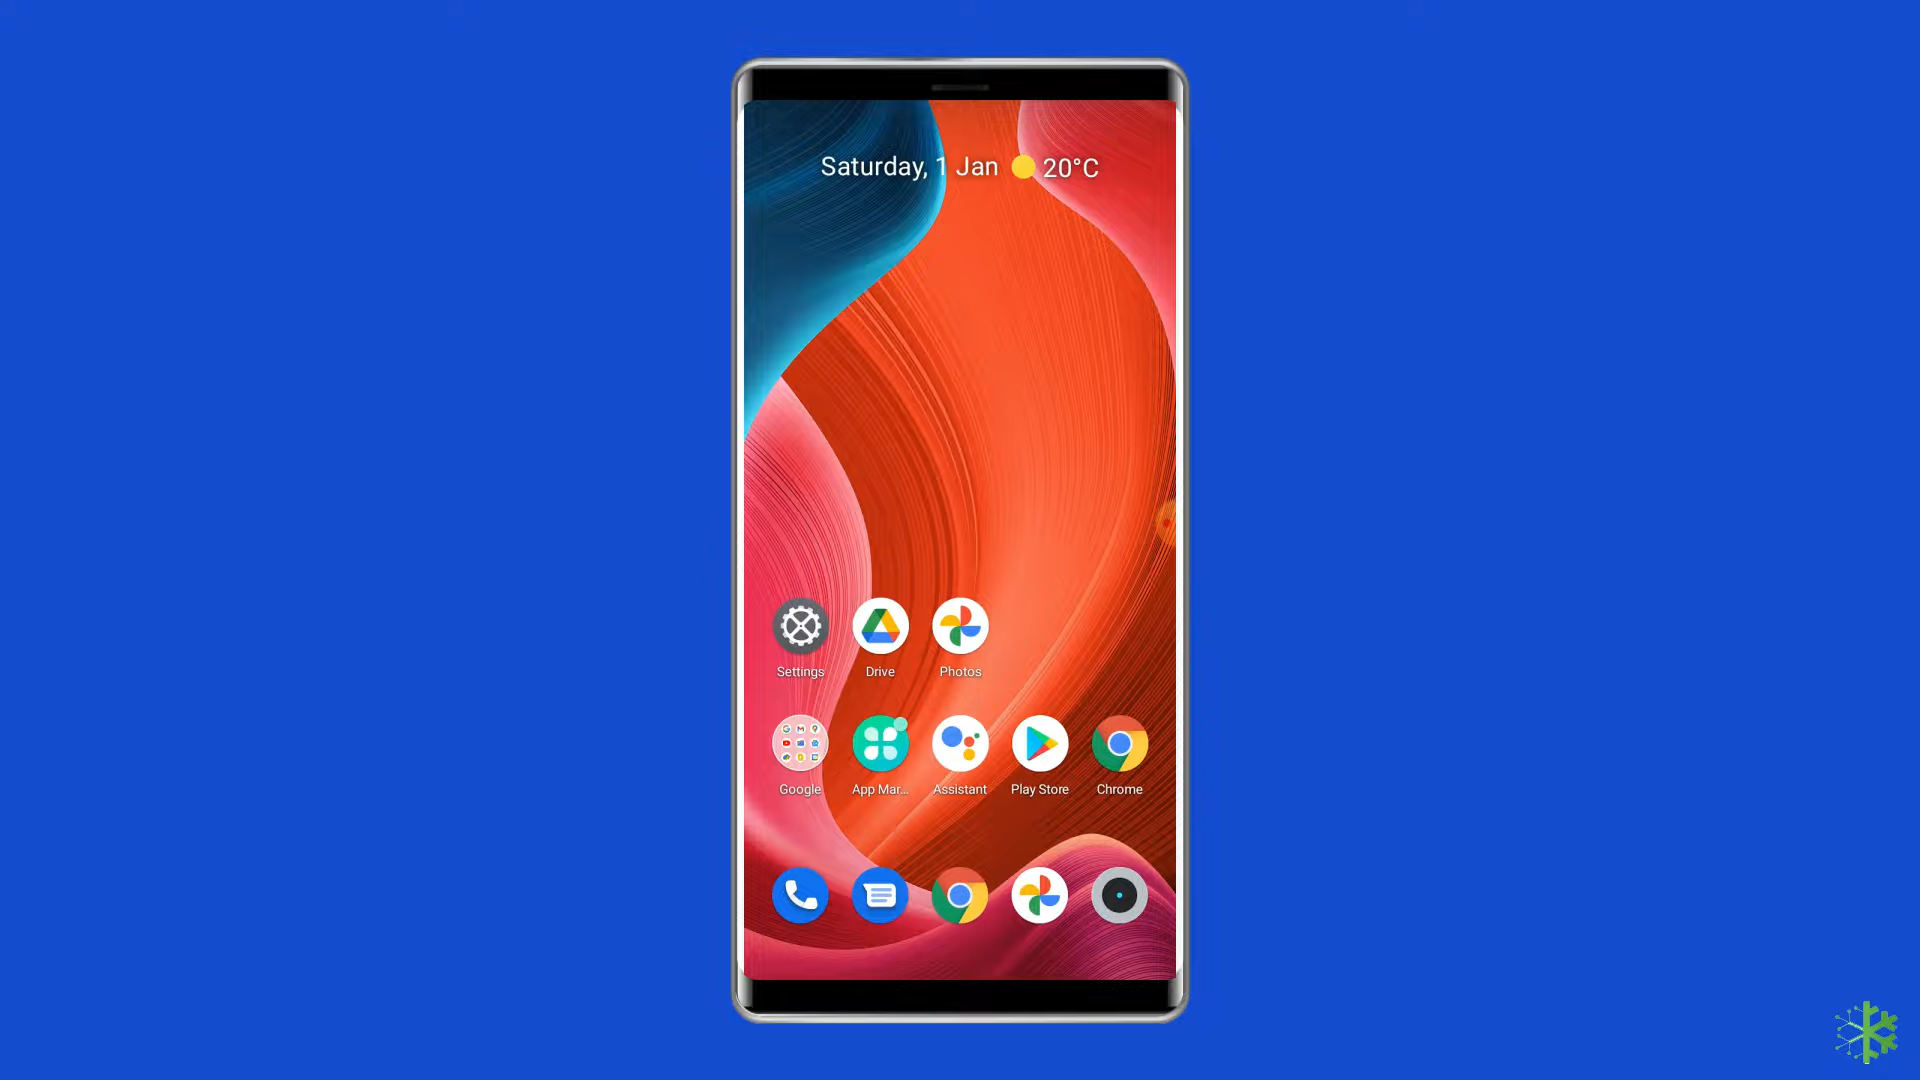 Saturday, 1 Jan 20°C
Settings Drive Photos
Google App Mar... Assistant Play Store Chrome